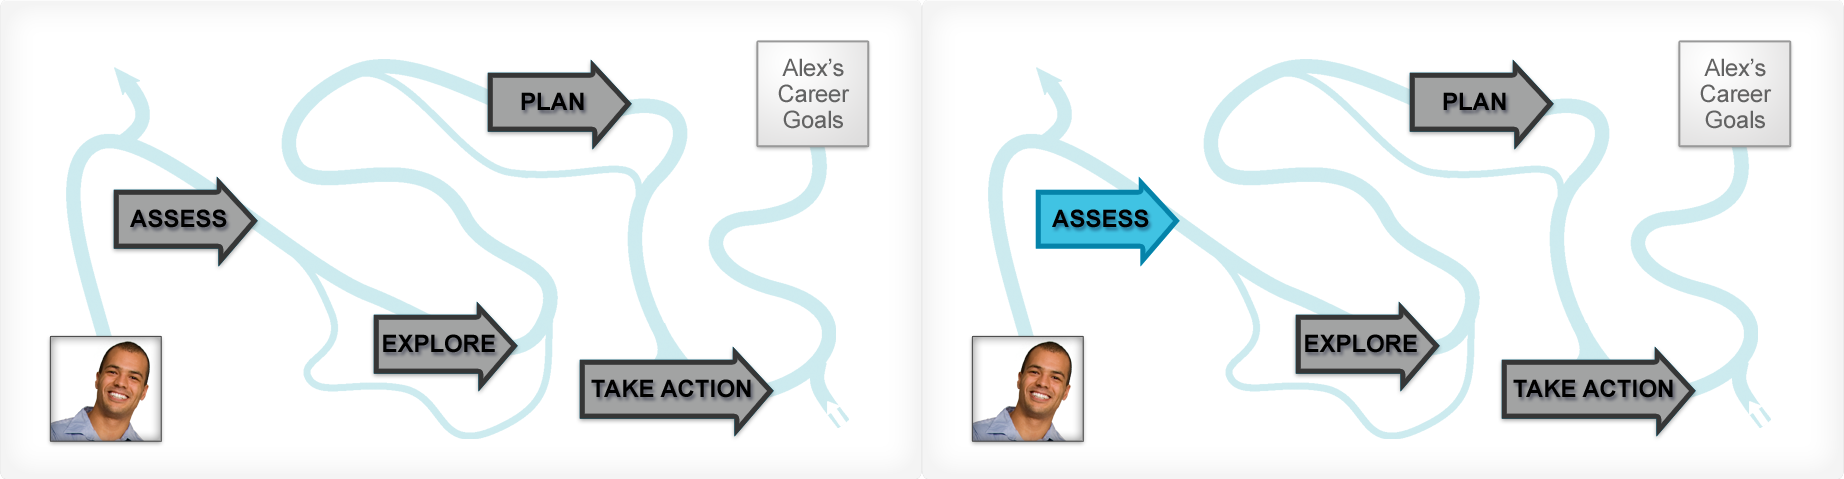 PLAN
Alex's
Career
Goals
ASSESS
EXPLORE
TAKE ACTION
PLAN
Alex's
Career
Goals
ASSESS
EXPLORE
TAKE ACTION